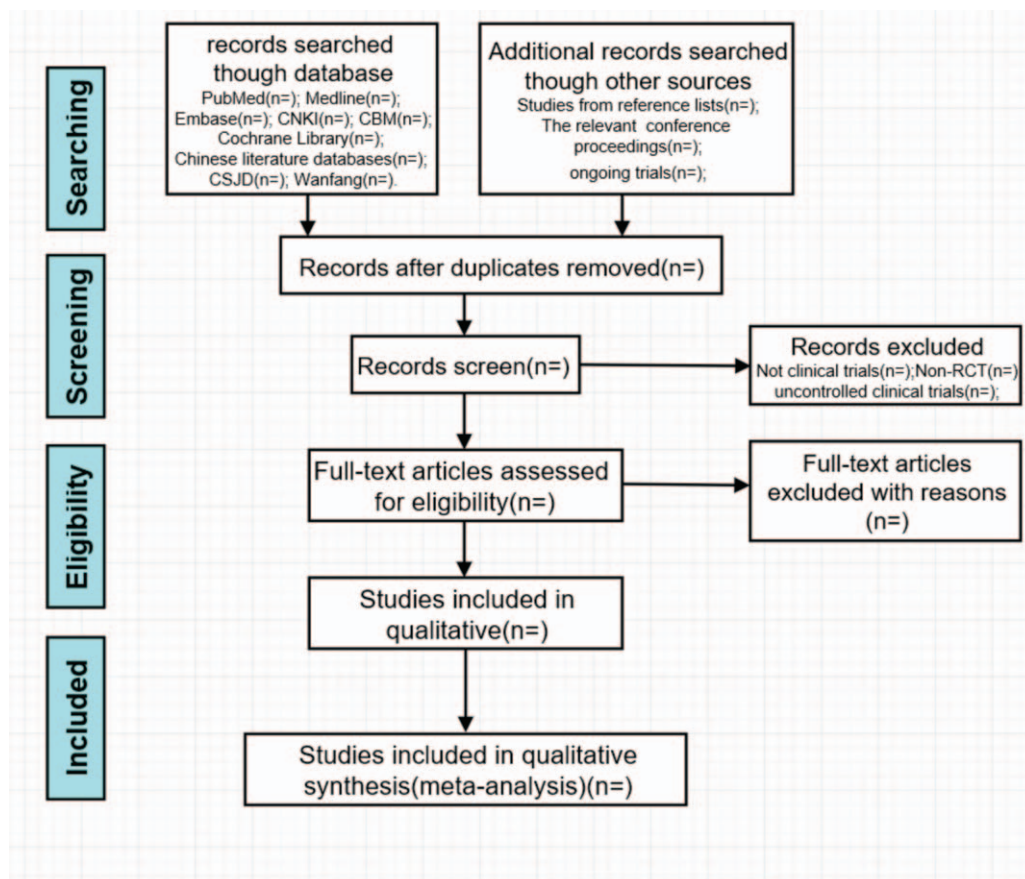 Searching
records searched
though database
PubMed(n=); Medline(n=);
Embase(n=); CNKI(n=); CBM(n=);
Cochrane Library(n=);
Chinese literature databases(n=);
CSJD(n=); Wanfang(n=).
Additional records searched
though other sources
Studies from reference lists(n=);
The relevant conference
proceedings(n=);
ongoing trials(n=);
Records after duplicates removed(n=)
Screening
Records screen(n=)
Records excluded
Not clinical trials(n=);Non-RCT(n=)
uncontrolled clinical trials(n=);
Eligibility
Full-text articles assessed
for eligibility(n=)
Full-text articles
excluded with reasons
(n=)
Studies included in
qualitative(n=)
Included
Studies included in qualitative
synthesis(meta-analysis)(n=)